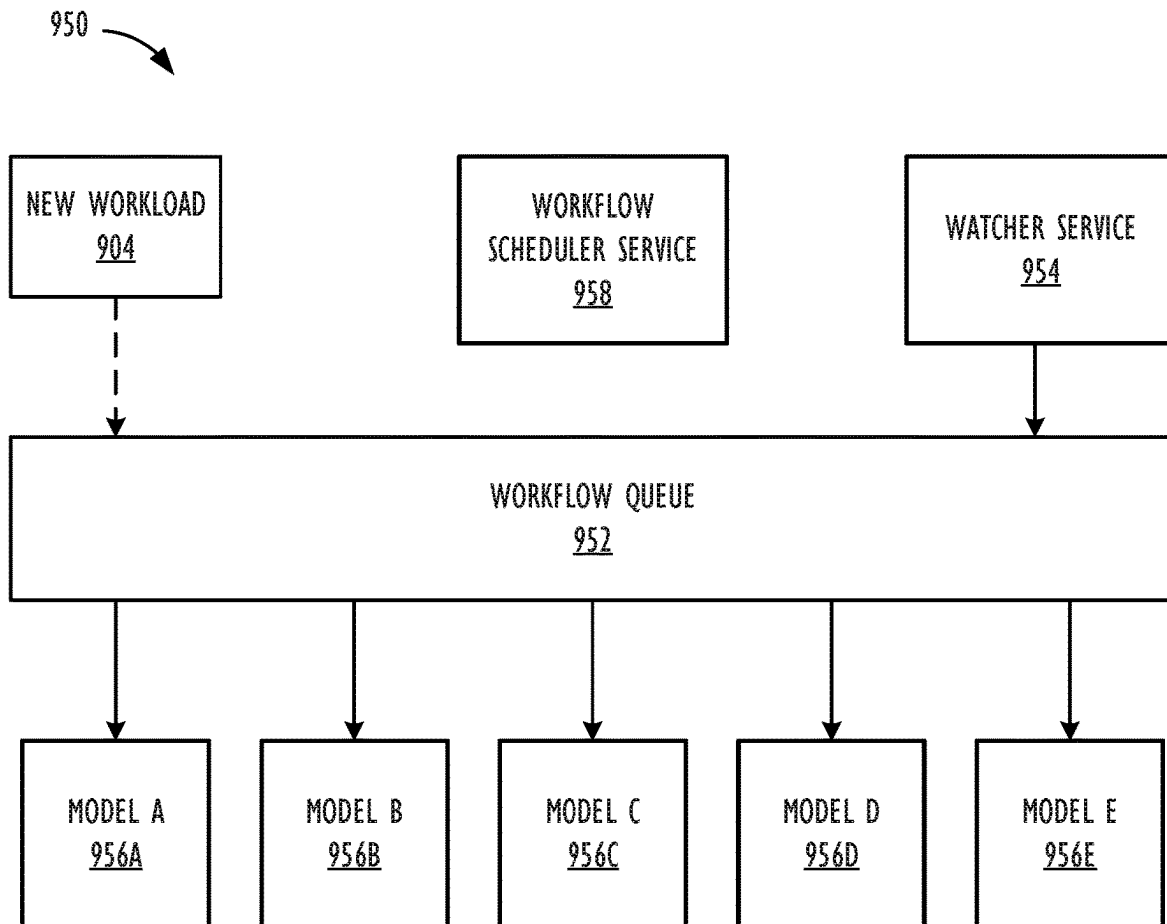 950
NEW WORKLOAD
904
WORKFLOW
SCHEDULER SERVICE
958
WATCHER SERVICE
954
WORKFLOW QUEUE
952
MODEL A
956A
MODEL B
956B
MODEL C
956C
MODEL D
956D
MODEL E
956E